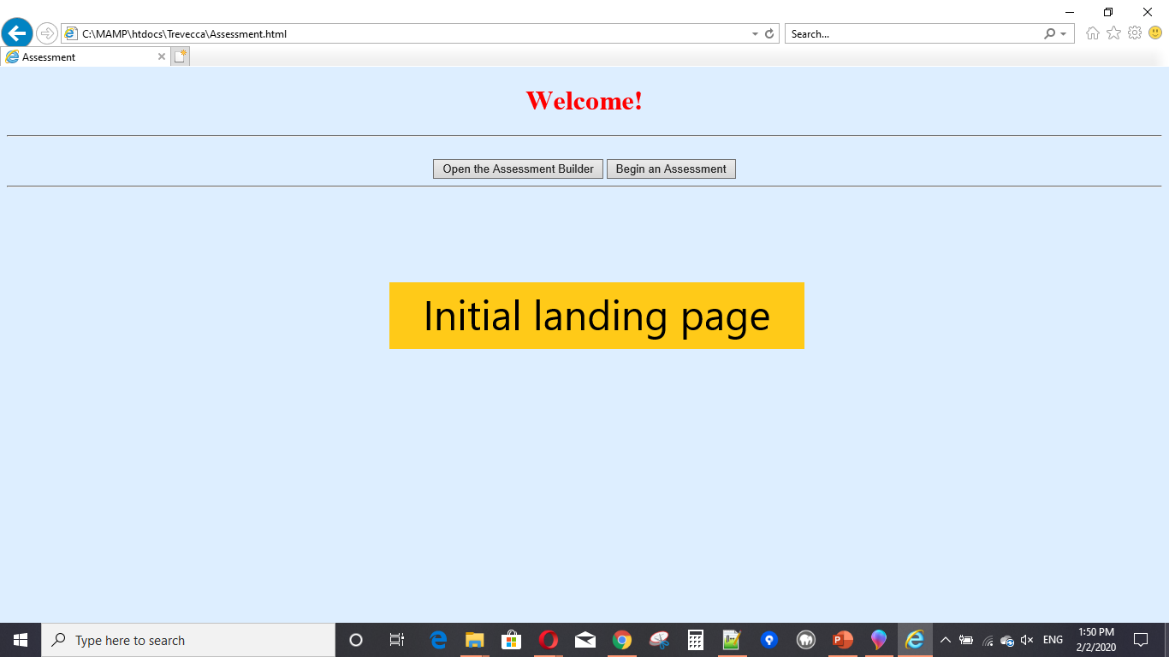 C:\MAMP\htdocs\Trevecca\Assessment.html
Search...
Assessment
Welcome!
Open the Assessment Builder Begin an Assessment
Initial landing page
Type here to search
ENG
1:50 PM
2/2/2020